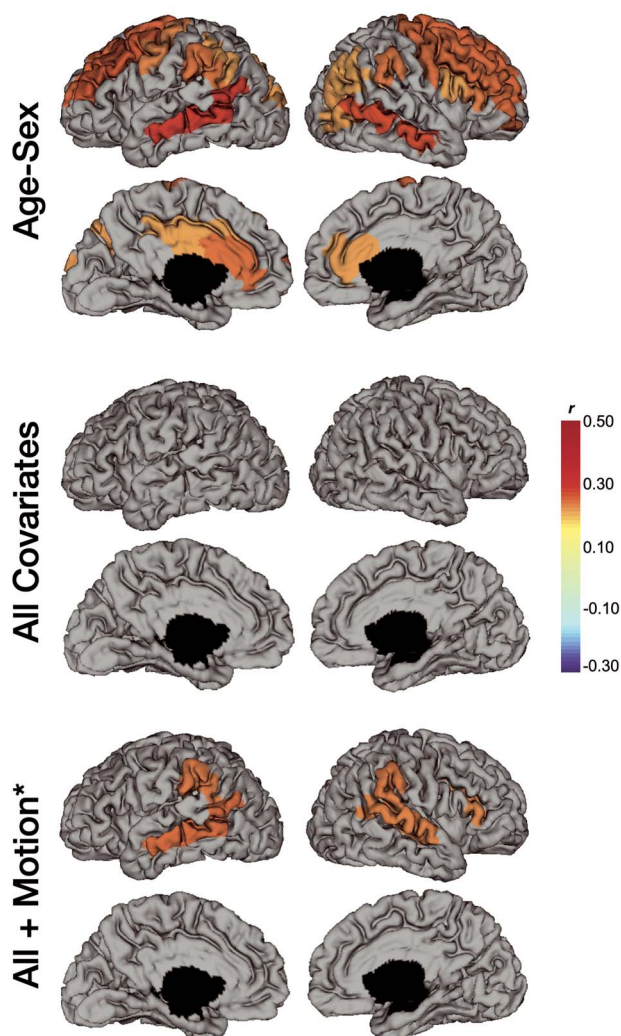 Age-Sex
All Covariates
All + Motion*
r
0.50
0.30
0.10
-0.10
-0.30